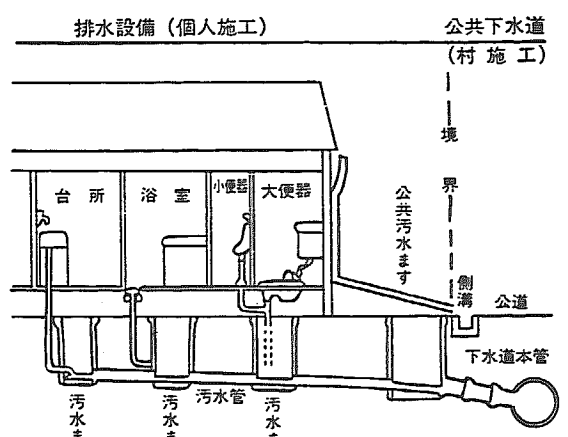 排水設備(個人施工)
公共下水道
(村施工)
境界
台所
浴室
小便器
大便器
公共汚水ます
側溝
公道
下水道本管
汚水管
汚水ま
汚水ま
汚水ま